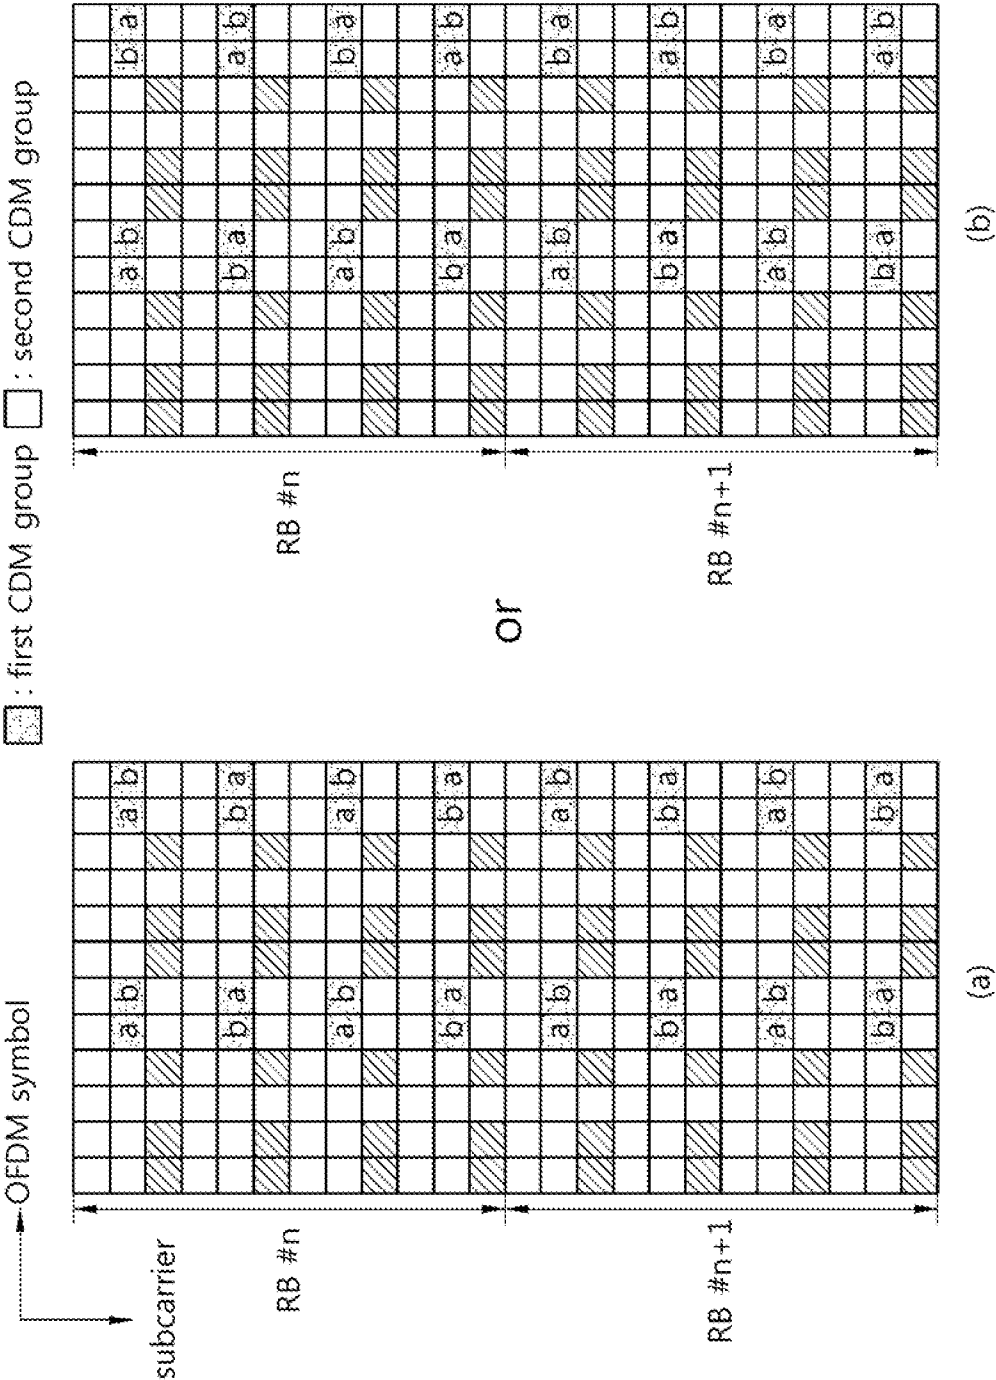 OFDM symbol
: first CDM group : second CDM group
subcarrier
a b a b
b a b a
RB #n
a b a b
b a b a
a b a b
b a b a
RB #n+1
a b a b
b a b a
(a)
or
a b b a
b a a b
RB #n
a b b a
b a a b
a b b a
b a a b
RB #n+1
a b b a
b a a b
(b)